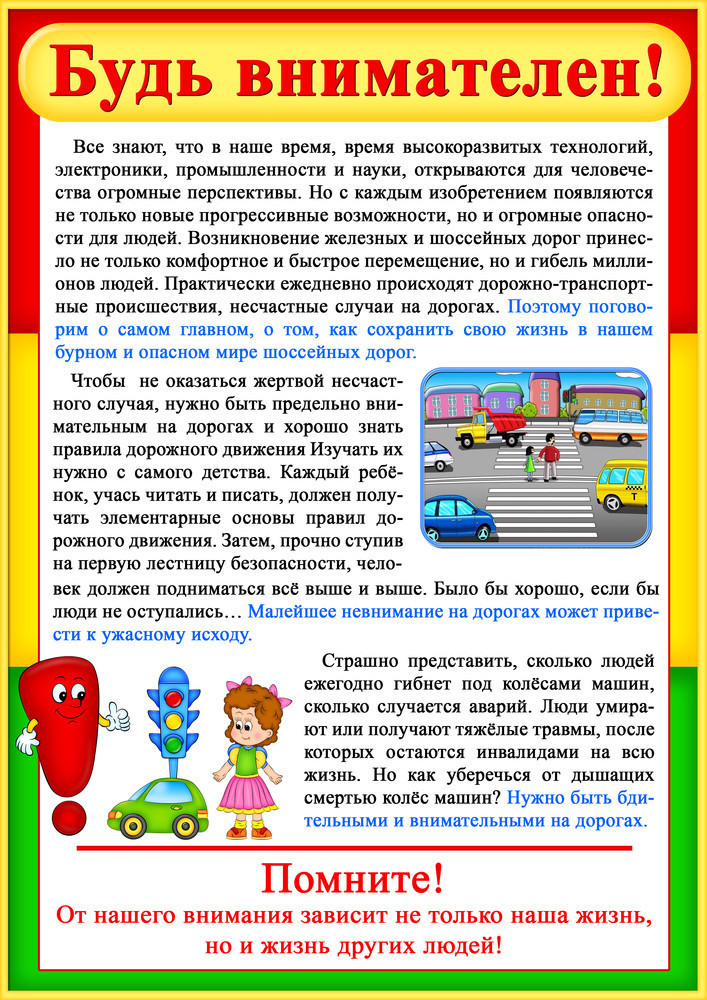 Будь внимателен!
Все знают, что в наше время, время высокоразвитых технологий,
электроники, промышленности и науки, открываются для человече-
ства огромные перспективы. Но с каждым изобретением появляются
не только новые прогрессивные возможности, но и огромные опасно-
сти для людей. Возникновение железных и шоссейных дорог принес-
ло не только комфортное и быстрое перемещение, но и гибель милли-
онов людей. Практически ежедневно происходят дорожно-транспорт-
ные происшествия, несчастные случаи на дорогах. Поэтому погово-
рим о самом главном, о том, как сохранить свою жизнь в нашем
бурном и опасном мире шоссейных дорог.
Чтобы не оказаться жертвой несчаст-
ного случая, нужно быть предельно вни-
мательным на дорогах и хорошо знать
правила дорожного движения Изучать их
нужно с самого детства. Каждый ребё-
нок, учась читать и писать, должен полу-
чать элементарные основы правил до-
рожного движения. Затем, прочно ступив
на первую лестницу безопасности, чело-
век должен подниматься всё выше и выше. Было бы хорошо, если бы
люди не оступались… Малейшее невнимание на дорогах может приве-
сти к ужасному исходу.
Т
Страшно представить, сколько людей
ежегодно гибнет под колёсами машин,
сколько случается аварий. Люди умира-
ют или получают тяжёлые травмы, после
которых остаются инвалидами на всю
жизнь. Но как уберечься от дышащих
смертью колёс машин? Нужно быть бди-
тельными и внимательными на дорогах.
Помните!
От нашего внимания зависит не только наша жизнь,
но и жизнь других людей!